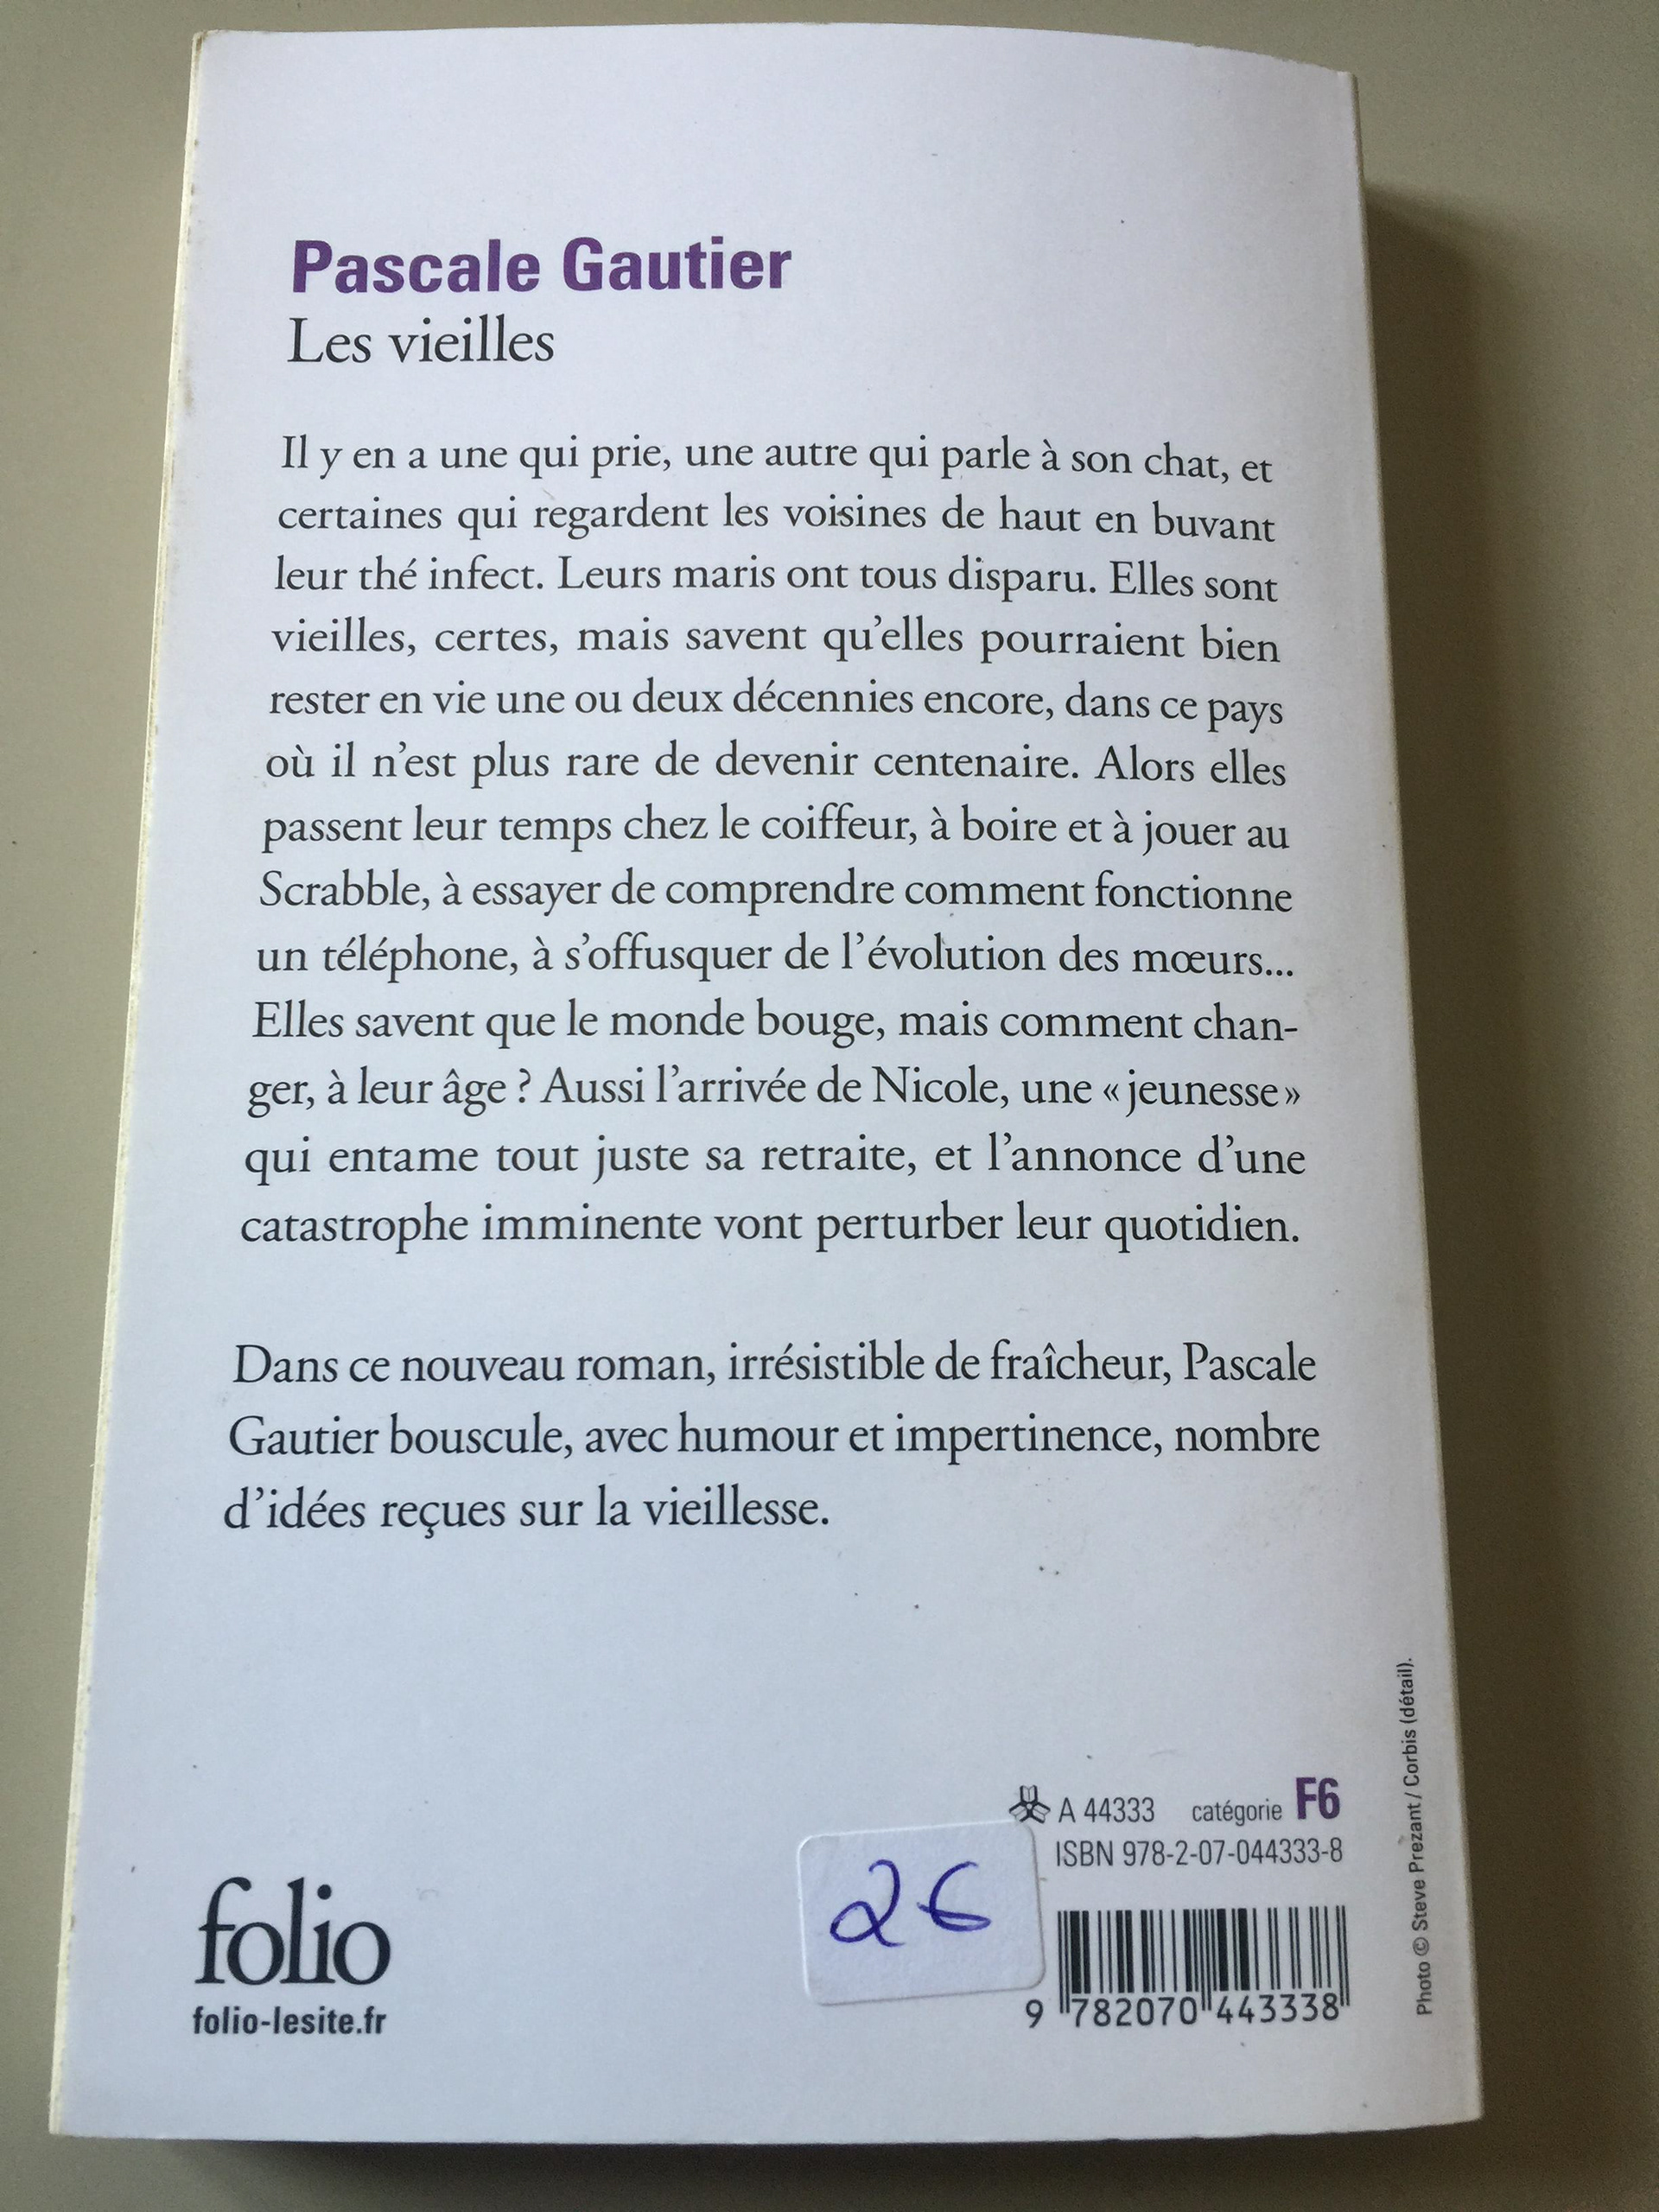 Pascale Gautier
Les vieilles
Il y en a une qui prie, une autre qui parle à son chat, et
certaines qui regardent les voisines de haut en buvant
leur thé infect. Leurs maris ont tous disparu. Elles sont
vieilles, certes, mais savent qu'elles pourraient bien
rester en vie une ou deux décennies encore, dans ce pays
où il n'est plus rare de devenir centenaire. Alors elles
passent leur temps chez le coiffeur, à boire et à jouer au
Scrabble, à essayer de comprendre comment fonctionne
un téléphone, à s'offusquer de l'évolution des mœurs...
Elles savent que le monde bouge, mais comment chan-
ger, à leur âge ? Aussi l'arrivée de Nicole, une « jeunesse »
qui entame tout juste sa retraite, et l'annonce d'une
catastrophe imminente vont perturber leur quotidien.
Dans ce nouveau roman, irrésistible de fraîcheur, Pascale
Gautier bouscule, avec humour et impertinence, nombre
d'idées reçues sur la vieillesse.
A 44333 catégorie F6
ISBN 978-2-07-044333-8
2€
9 782070 443338
folio
folio-lesite.fr
Photo © Steve Prezant / Corbis (détail).